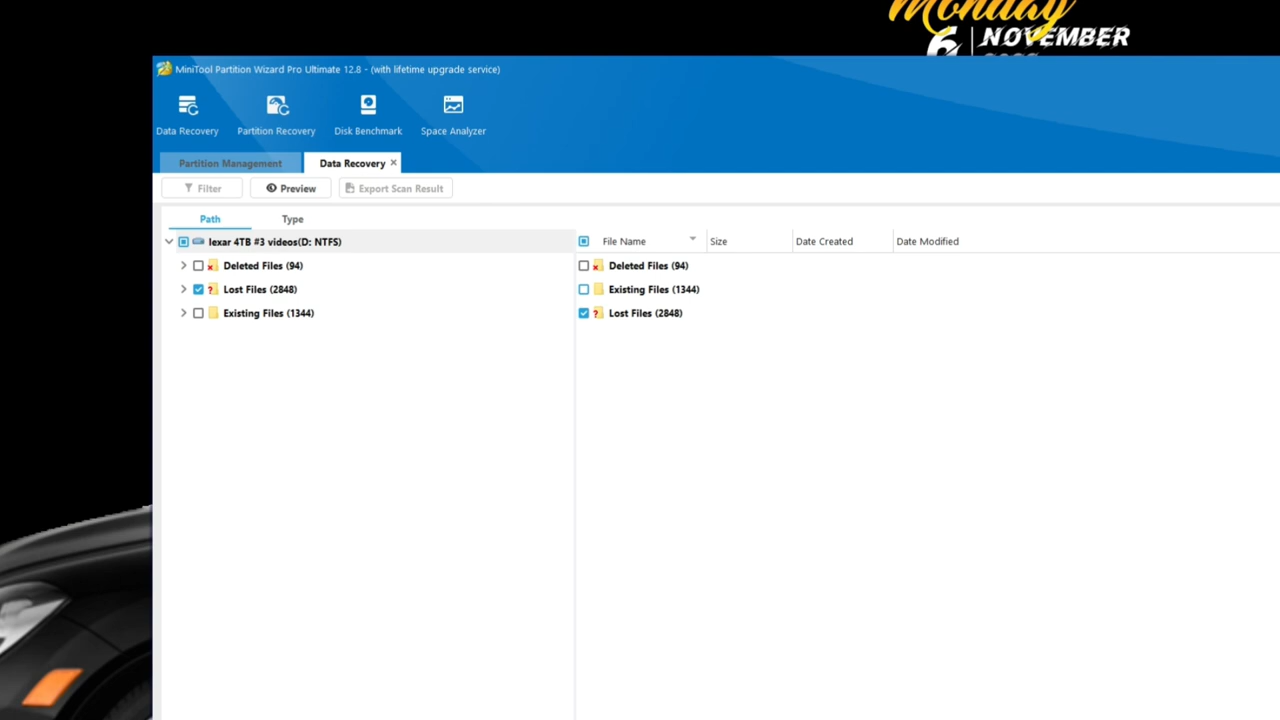 Monday
6 NOVEMBER
MiniTool Partition Wizard Pro Ultimate 12.8 - (with lifetime upgrade service)
Data Recovery Partition Recovery Disk Benchmark Space Analyzer
Partition Management Data Recovery
Filter Preview Export Scan Result
Path Type
lexar 4TB #3 videos(D: NTFS) File Name Size Date Created Date Modified
Deleted Files (94) Deleted Files (94)
Lost Files (2848) Existing Files (1344)
Existing Files (1344) Lost Files (2848)